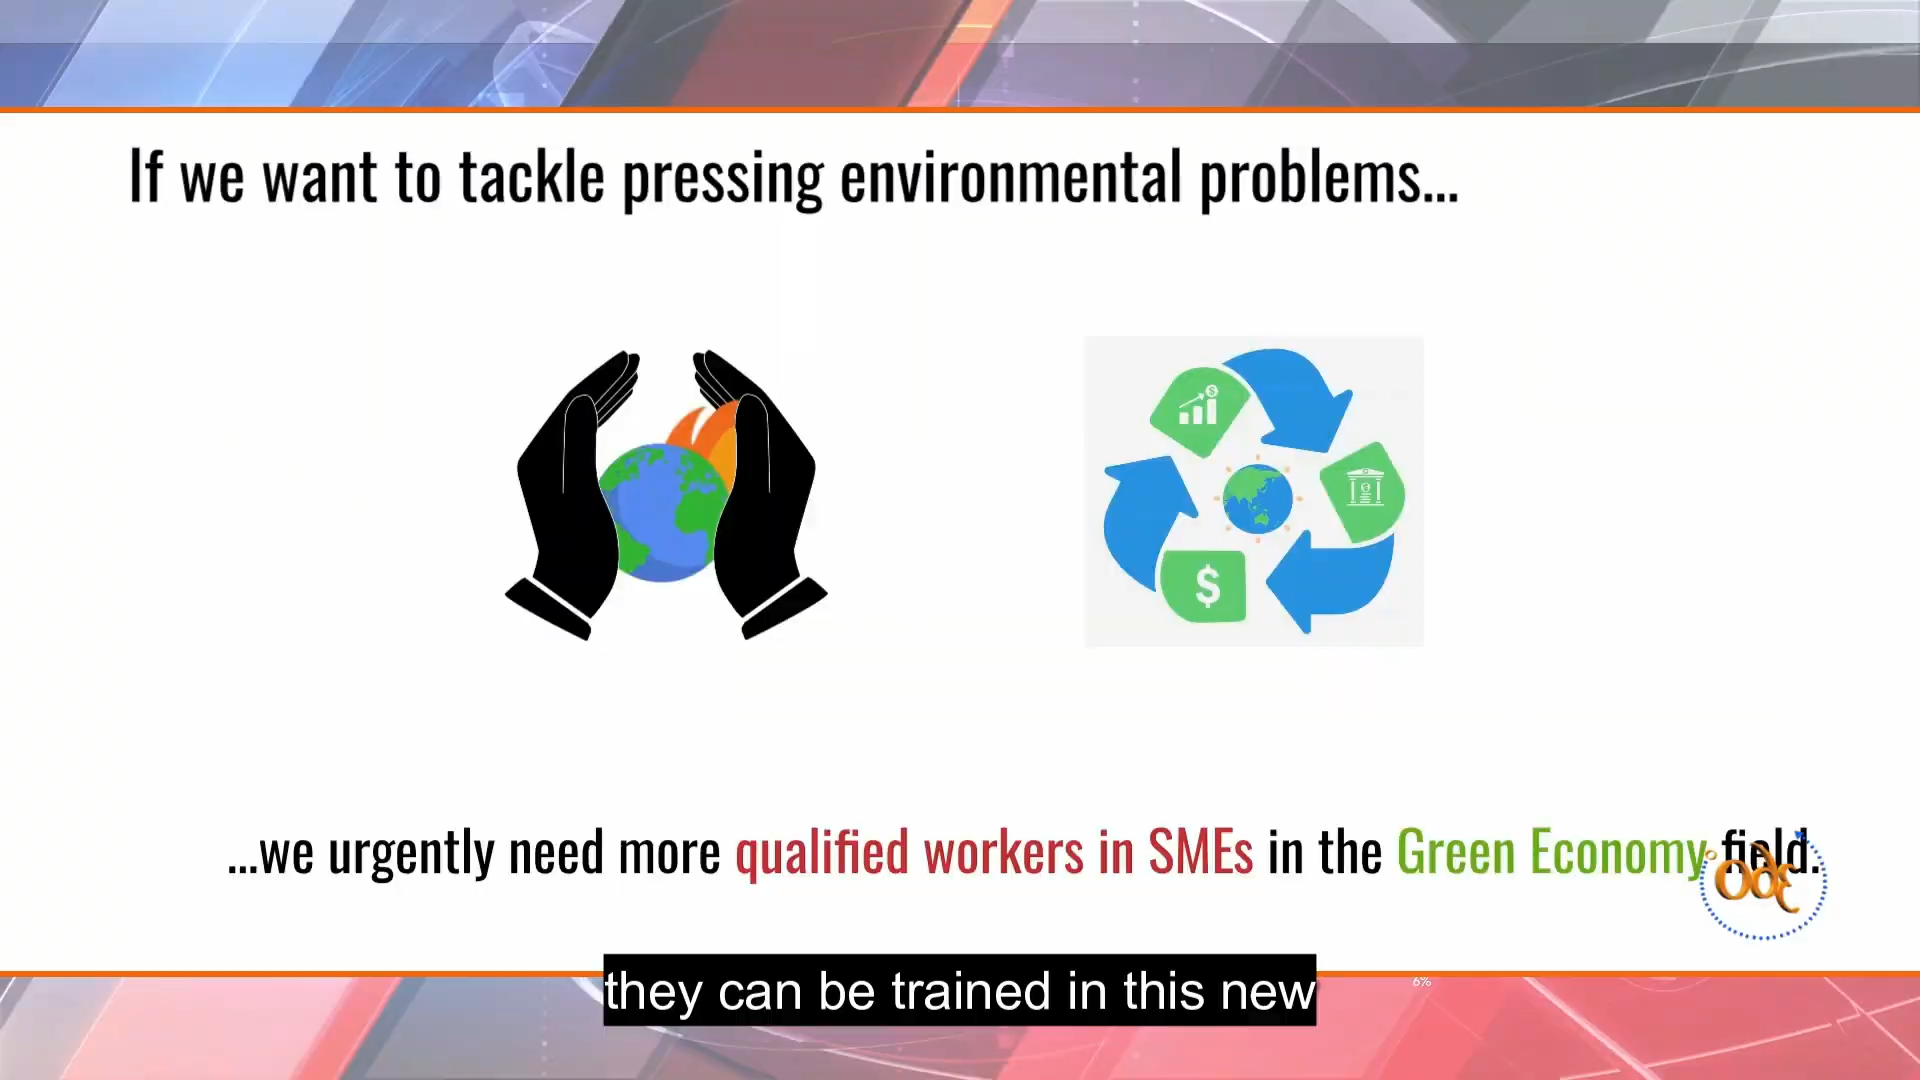 If we want to tackle pressing environmental problems...
$
$
...we urgently need more qualified workers in SMEs in the Green Economy field.
they can be trained in this new
6%